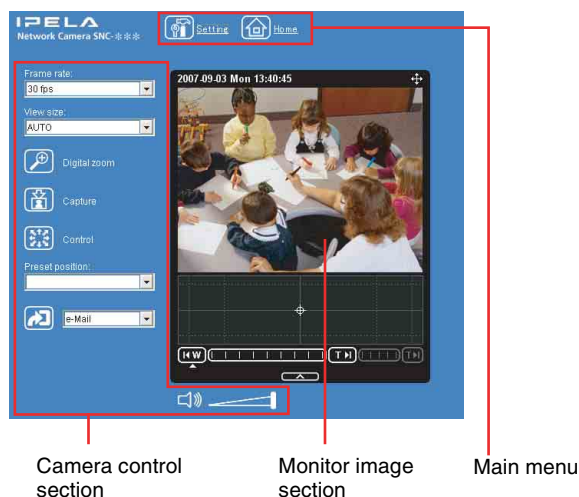 IPELA
Network Camera SNC-***
Setting
Home
Frame rate:
30 fps
View size:
AUTO
Digital zoom
Capture
Control
Preset position:
e-Mail
2007-09-03 Mon 13:40:45
W
T
T
Camera control
section
Monitor image
section
Main menu